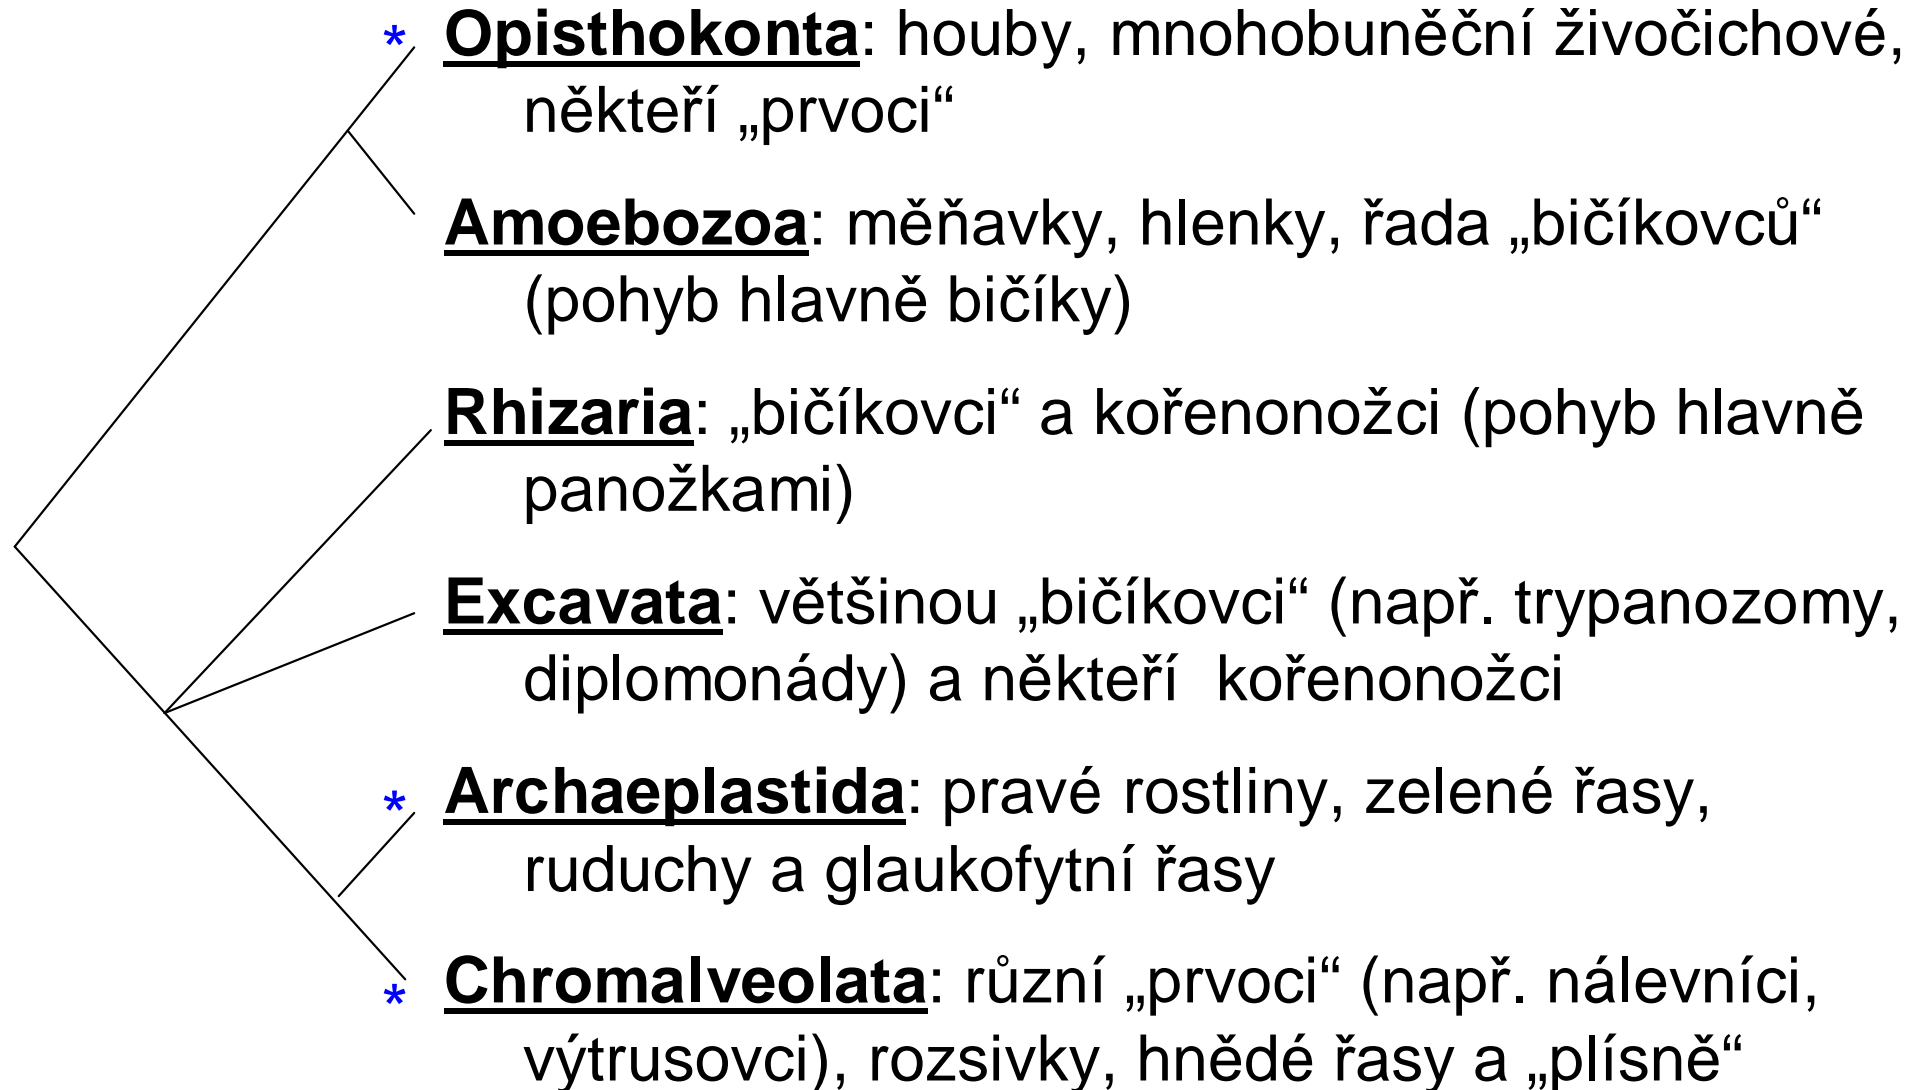 * Opisthokonta: houby, mnohobuněční živočichové,
někteří „prvoci“
Amoebozoa: měňavky, hlenky, řada „bičíkovců“
(pohyb hlavně bičíky)
Rhizaria: „bičíkovci“ a kořenonožci (pohyb hlavně
panožkami)
Excavata: většinou „bičíkovci“ (např. trypanozomy,
diplomonády) a někteří  kořenonožci
* Archaeplastida: pravé rostliny, zelené řasy,
ruduchy a glaukofytní řasy
* Chromalveolata: různí „prvoci“ (např. nálevníci,
výtrusovci), rozsivky, hnědé řasy a „plísně“